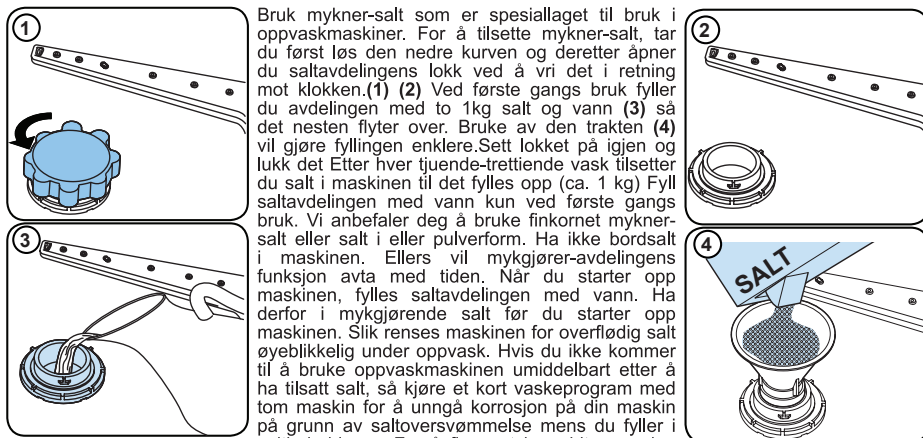 1
Bruk mykner-salt som er spesiallaget til bruk i
oppvaskmaskiner. For å tilsette mykner-salt, tar
du først løs den nedre kurven og deretter åpner
du saltavdelingens lokk ved å vri det i retning
mot klokken.(1) (2) Ved første gangs bruk fyller
du avdelingen med to 1kg salt og vann (3) så
det nesten flyter over. Bruke av den trakten (4)
vil gjøre fyllingen enklere.Sett lokket på igjen og
lukk det Etter hver tjuende-trettiende vask tilsetter
du salt i maskinen til det fylles opp (ca. 1 kg) Fyll
saltavdelingen med vann kun ved første gangs
bruk. Vi anbefaler deg å bruke finkornet mykner-
salt eller salt i eller pulverform. Ha ikke bordsalt
i maskinen. Ellers vil mykgjører-avdelingens
funksjon avta med tiden. Når du starter opp
maskinen, fylles saltavdelingen med vann. Ha
derfor i mykgjørende salt før du starter opp
maskinen. Slik renses maskinen for overflødig salt
øyeblikkelig under oppvask. Hvis du ikke kommer
til å bruke oppvaskmaskinen umiddelbart etter å
ha tilsatt salt, så kjøre et kort vaskeprogram med
tom maskin for å unngå korrosjon på din maskin
på grunn av saltoversvømmelse mens du fyller i
2
3
4
SALT